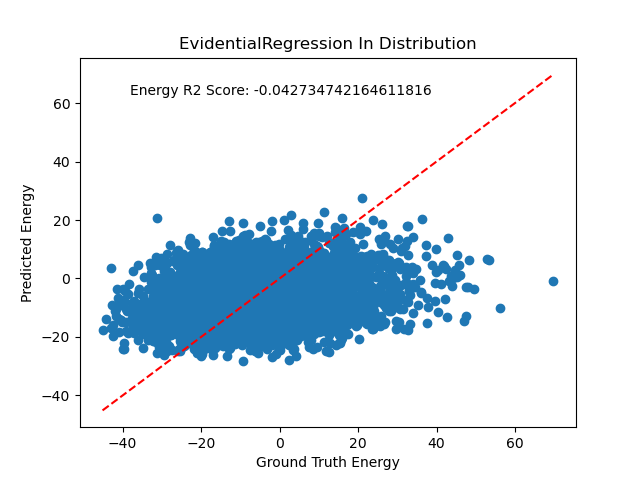 EvidentialRegression In Distribution
Energy R2 Score: -0.042734742164611816
60
40
20
0
−20
−40
Predicted Energy
−40 −20 0 20 40 60
Ground Truth Energy